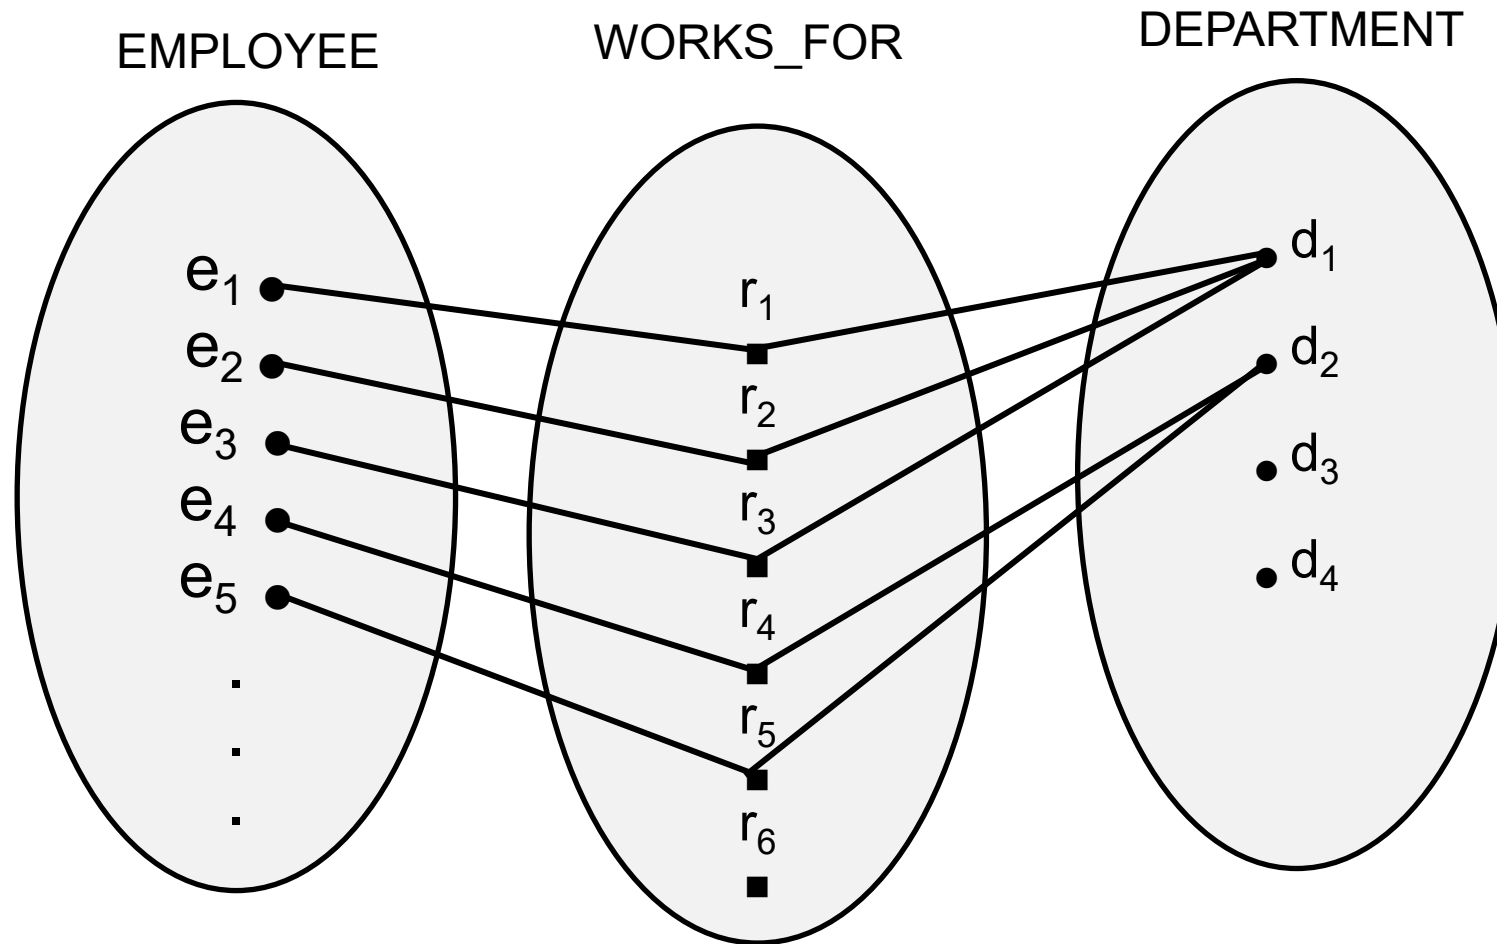 EMPLOYEE
WORKS_FOR
DEPARTMENT
e1
e2
e3
e4
e5
.
.
.
r1
r2
r3
r4
r5
r6
d1
d2
d3
d4